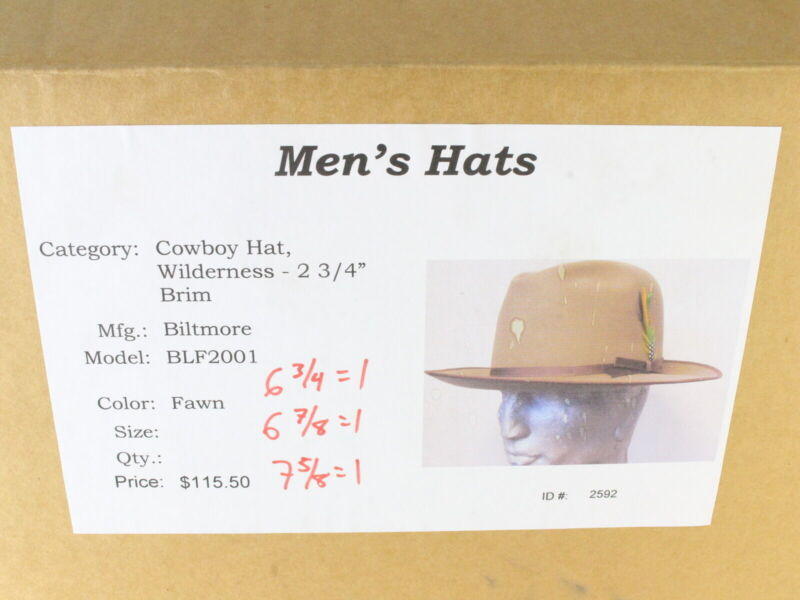 Men's Hats
Category: Cowboy Hat,
Wilderness - 2 3/4”
Brim
Mfg.: Biltmore
Model: BLF2001
6 3/4 = 1
Color: Fawn
6 7/8 = 1
Size:
Qty.:
7 5/8 = 1
Price: $115.50
ID #: 2592